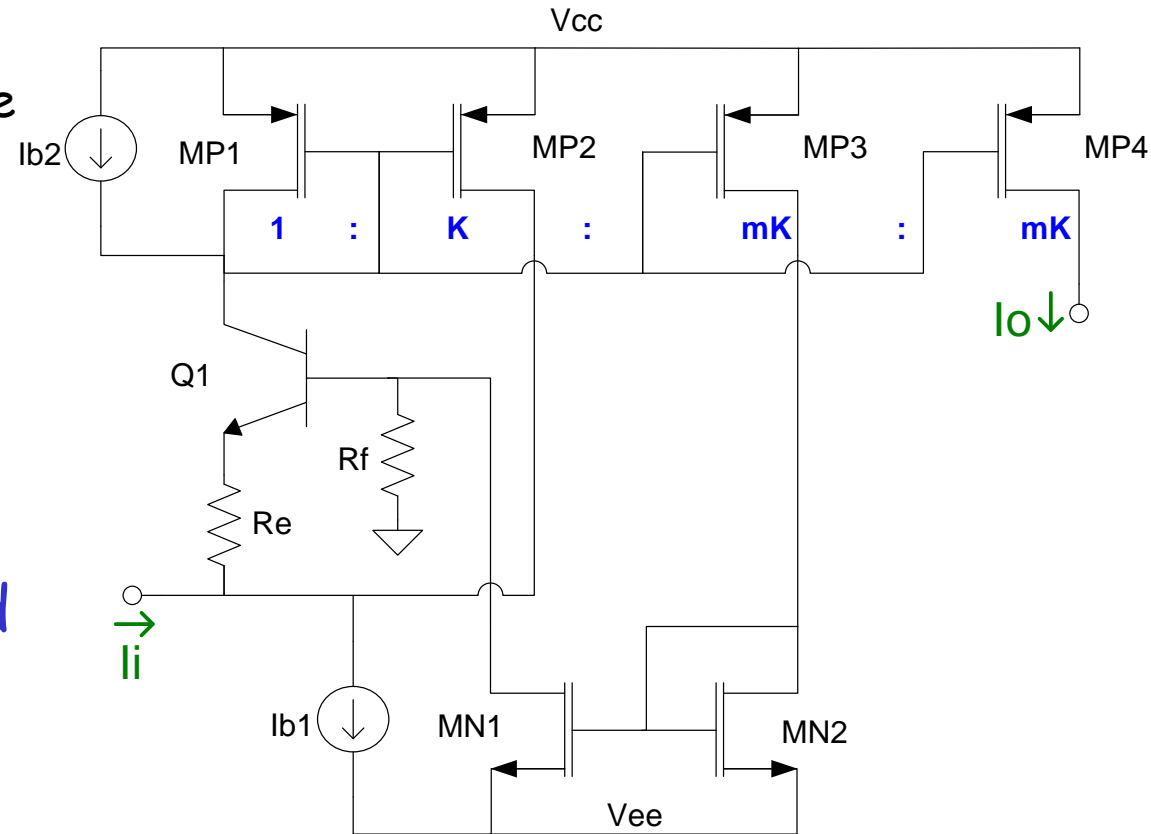 Vcc
Ib2
MP1
MP2
MP3
MP4
1 : K : mK : mK
Io
Q1
Rf
Re
Ii
Ib1
MN1
MN2
Vee